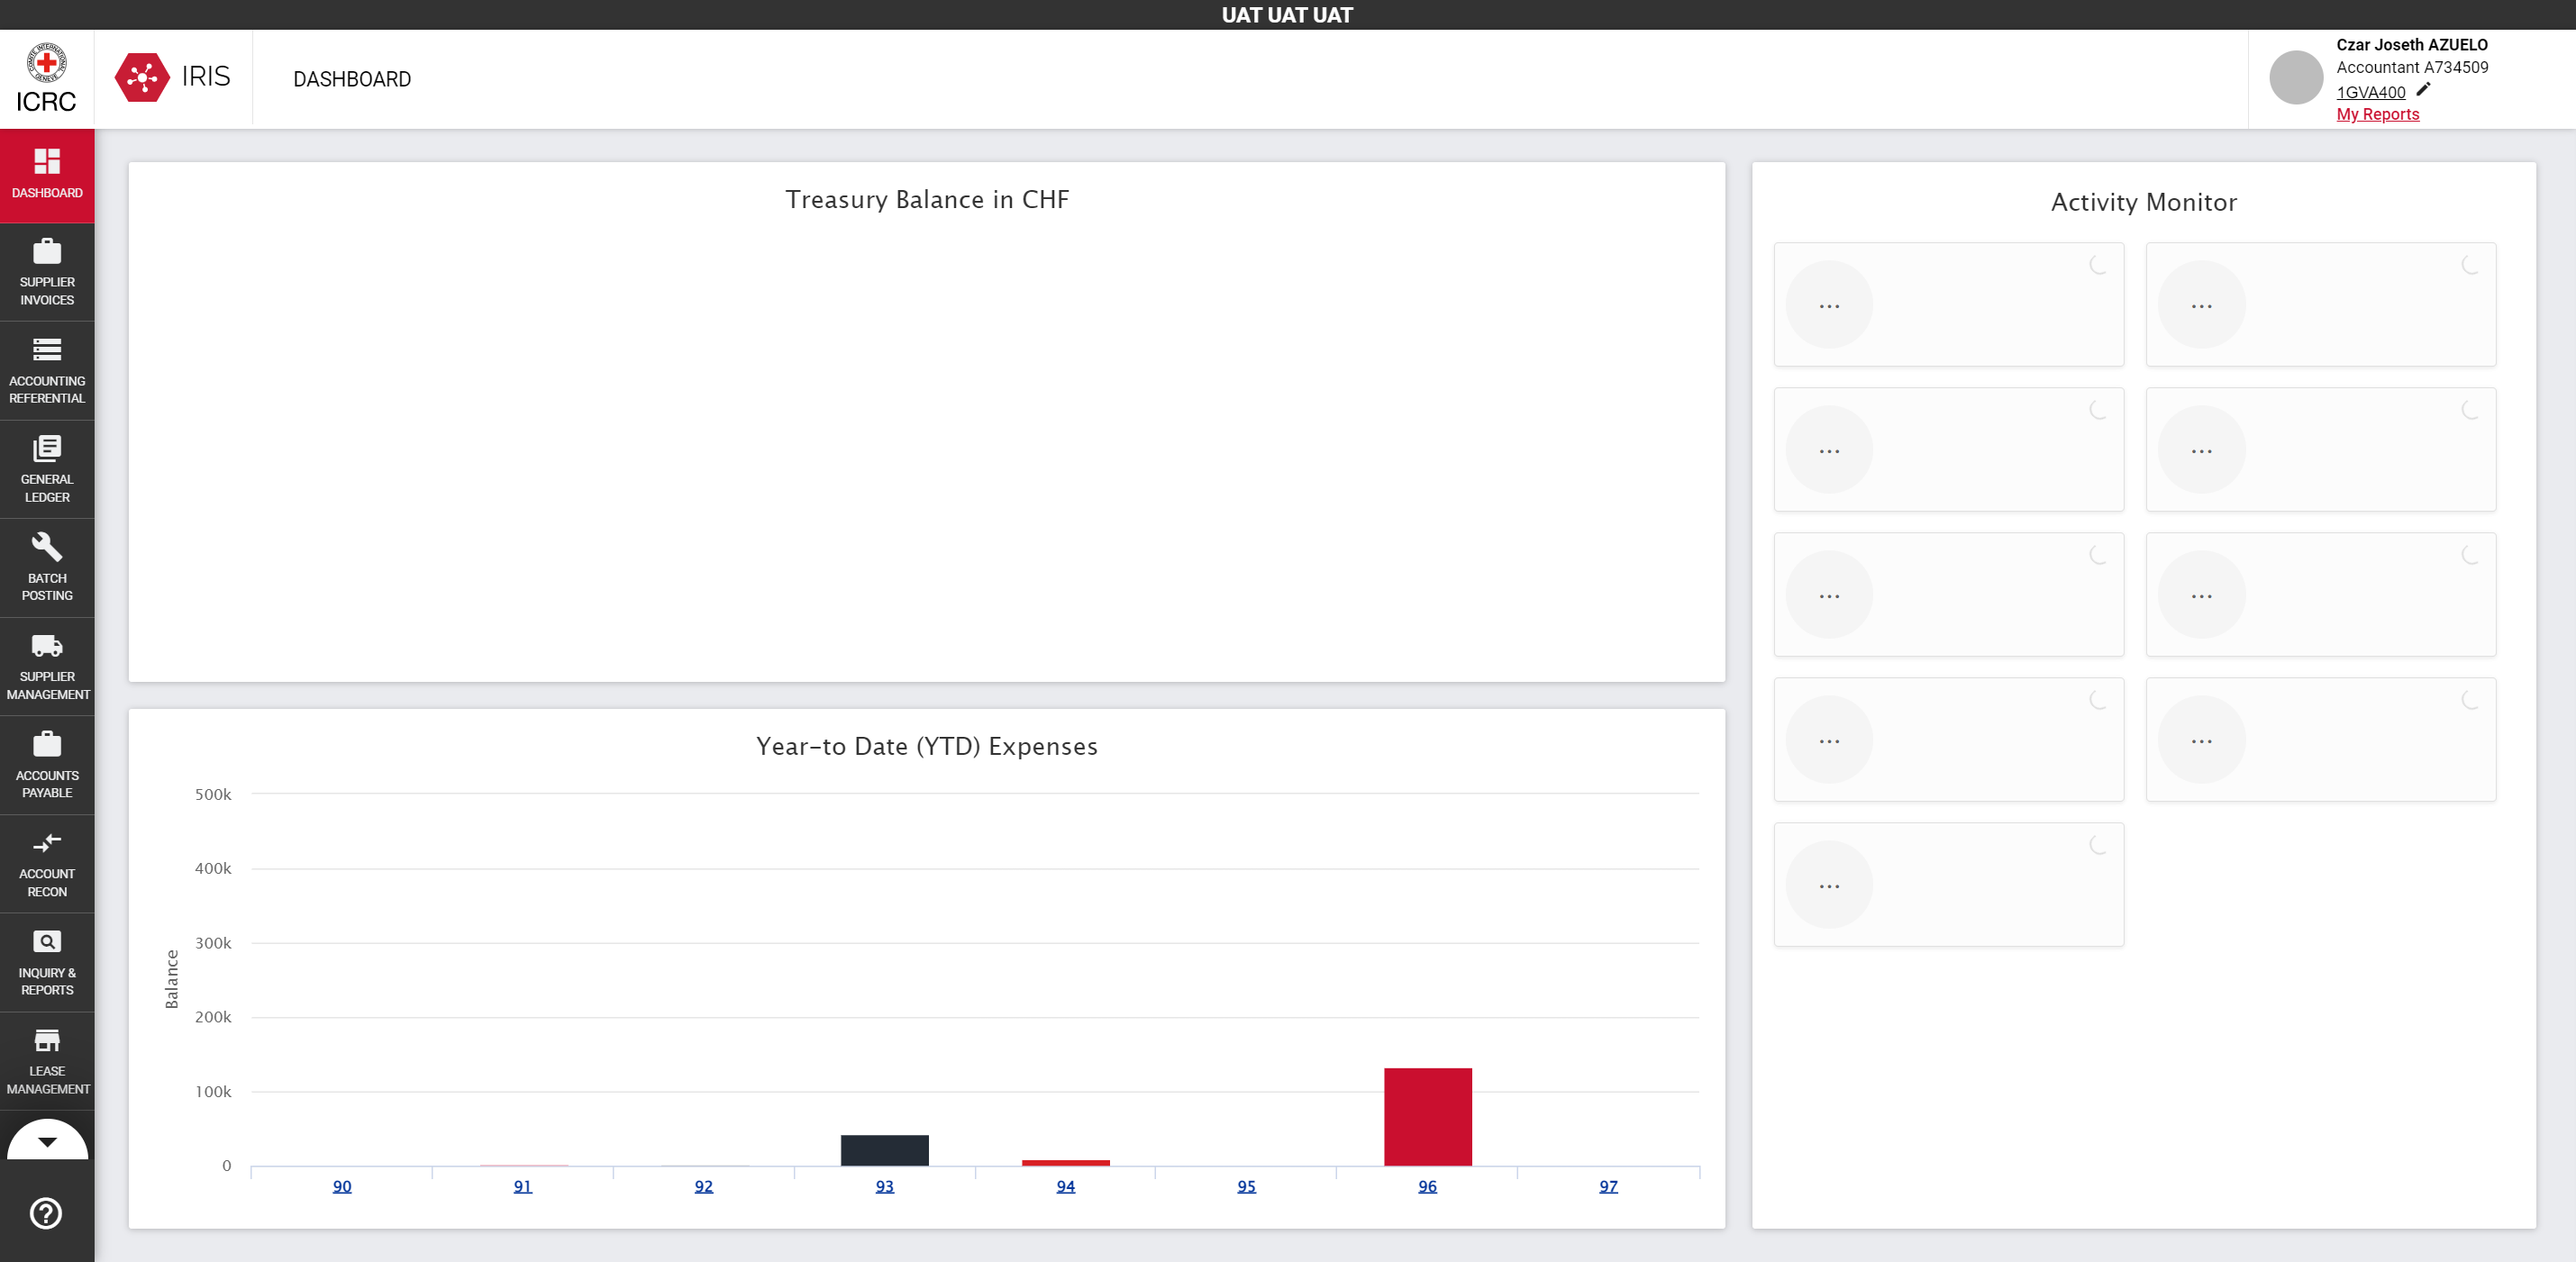 UAT UAT UAT
ICRC
IRIS
DASHBOARD
Czar Joseth AZUELO
Accountant A734509
1GVA400
My Reports
DASHBOARD
SUPPLIER
INVOICES
ACCOUNTING
REFERENTIAL
GENERAL
LEDGER
BATCH
POSTING
SUPPLIER
MANAGEMENT
ACCOUNTS
PAYABLE
ACCOUNT
RECON
INQUIRY &
REPORTS
LEASE
MANAGEMENT
Treasury Balance in CHF
Year-to Date (YTD) Expenses
Balance
500k
400k
300k
200k
100k
0
90 91 92 93 94 95 96 97
Activity Monitor
... ...
... ...
... ...
... ...
...